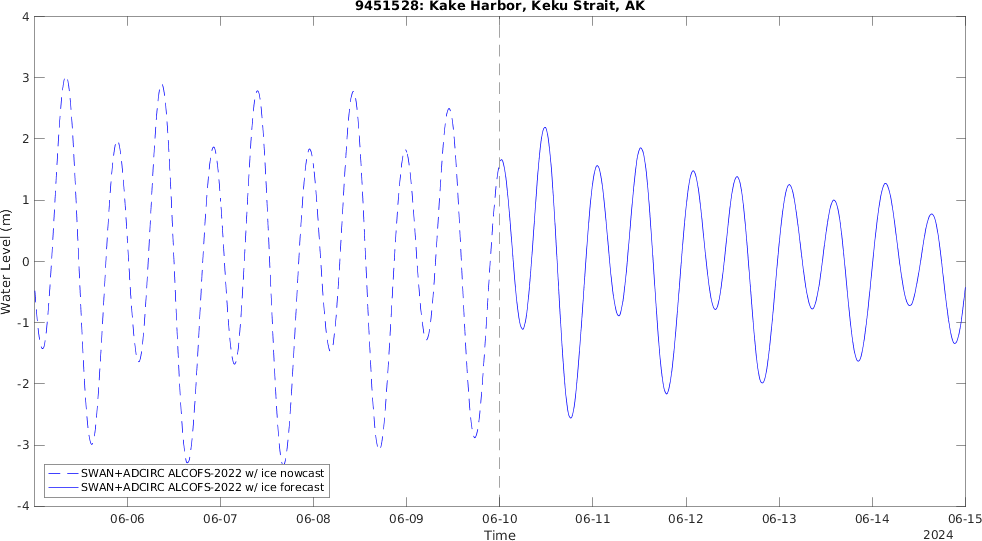 9451528: Kake Harbor, Keku Strait, AK
4
3
2
1
0
-1
-2
-3
-4
Water Level (m)
SWAN+ADCIRC ALCOFS-2022 w/ ice nowcast
SWAN+ADCIRC ALCOFS-2022 w/ ice forecast
06-06 06-07 06-08 06-09 06-10 06-11 06-12 06-13 06-14 06-15
Time
2024